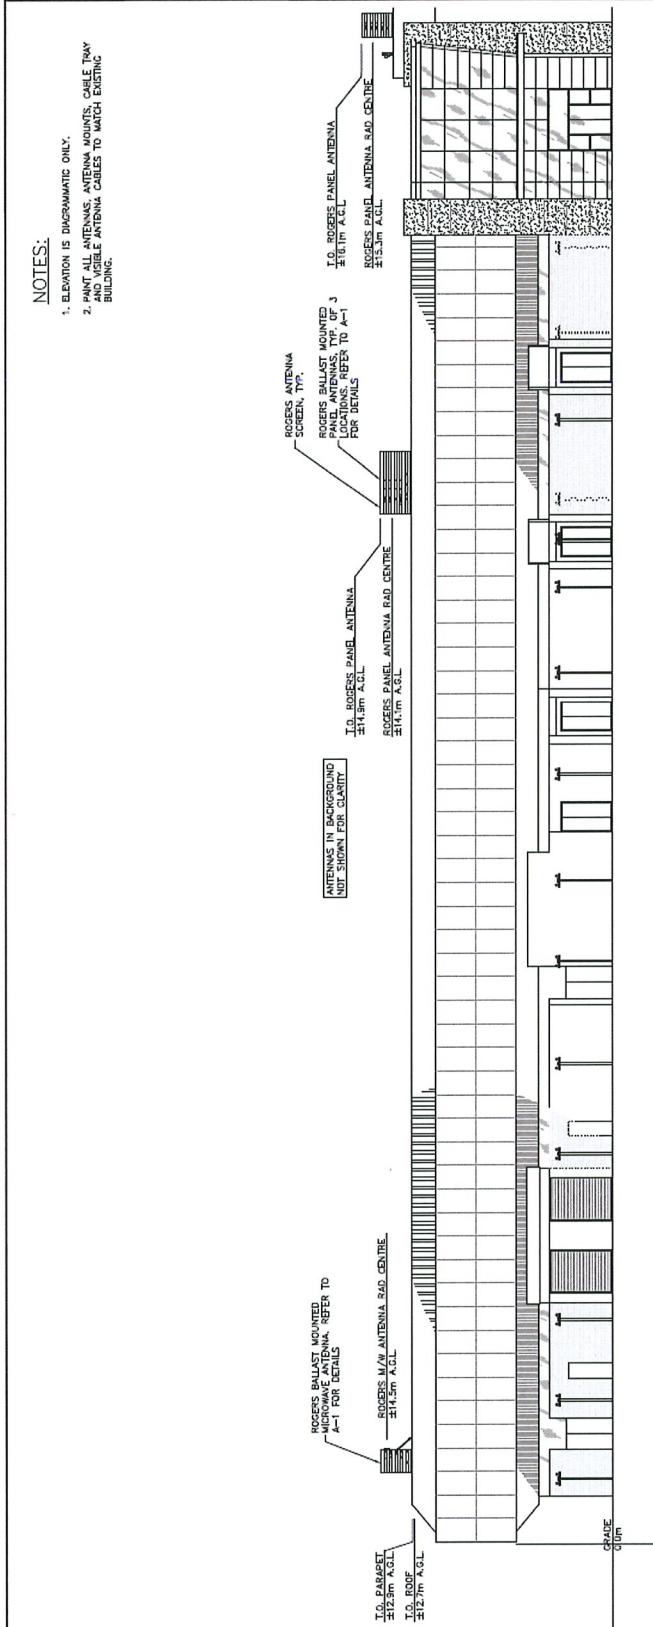 NOTES:
1. ELEVATION IS DIAGRAMMATIC ONLY.
2. PAINT ALL ANTENNAS, ANTENNA MOUNTS, CABLE TRAY
AND VISIBLE ANTENNA CABLES TO MATCH EXISTING
BUILDING.
T.O. PARAPET
±12.9m A.G.L.
T.O. ROOF
±12.7m A.G.L.
GRADE
0.0m
ROGERS BALLAST MOUNTED
MICROWAVE ANTENNA. REFER TO
A-1 FOR DETAILS
ROGERS M/W ANTENNA RAD CENTRE
±14.5m A.G.L.
ANTENNAS IN BACKGROUND
NOT SHOWN FOR CLARITY
T.O. ROGERS PANEL ANTENNA
±14.9m A.G.L.
ROGERS PANEL ANTENNA RAD CENTRE
±14.1m A.G.L.
ROGERS ANTENNA
SCREEN, TYP.
ROGERS BALLAST MOUNTED
PANEL ANTENNAS, TYP. OF 3
LOCATIONS. REFER TO A-1
FOR DETAILS
T.O. ROGERS PANEL ANTENNA
±16.1m A.G.L.
ROGERS PANEL ANTENNA RAD CENTRE
±15.3m A.G.L.